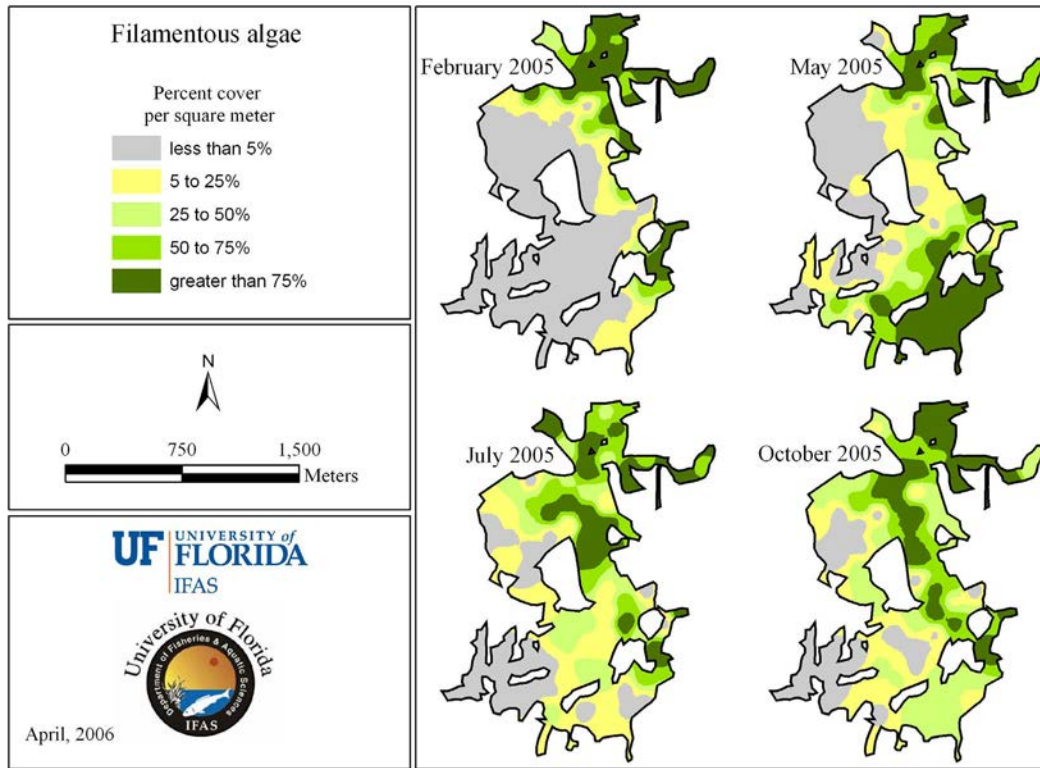 Filamentous algae
Percent cover
per square meter
less than 5%
5 to 25%
25 to 50%
50 to 75%
greater than 75%
N
0 750 1,500
Meters
UF UNIVERSITY of
FLORIDA
IFAS
University of Florida
Department of Fisheries & Aquatic Sciences
IFAS
April, 2006
February 2005
May 2005
July 2005
October 2005